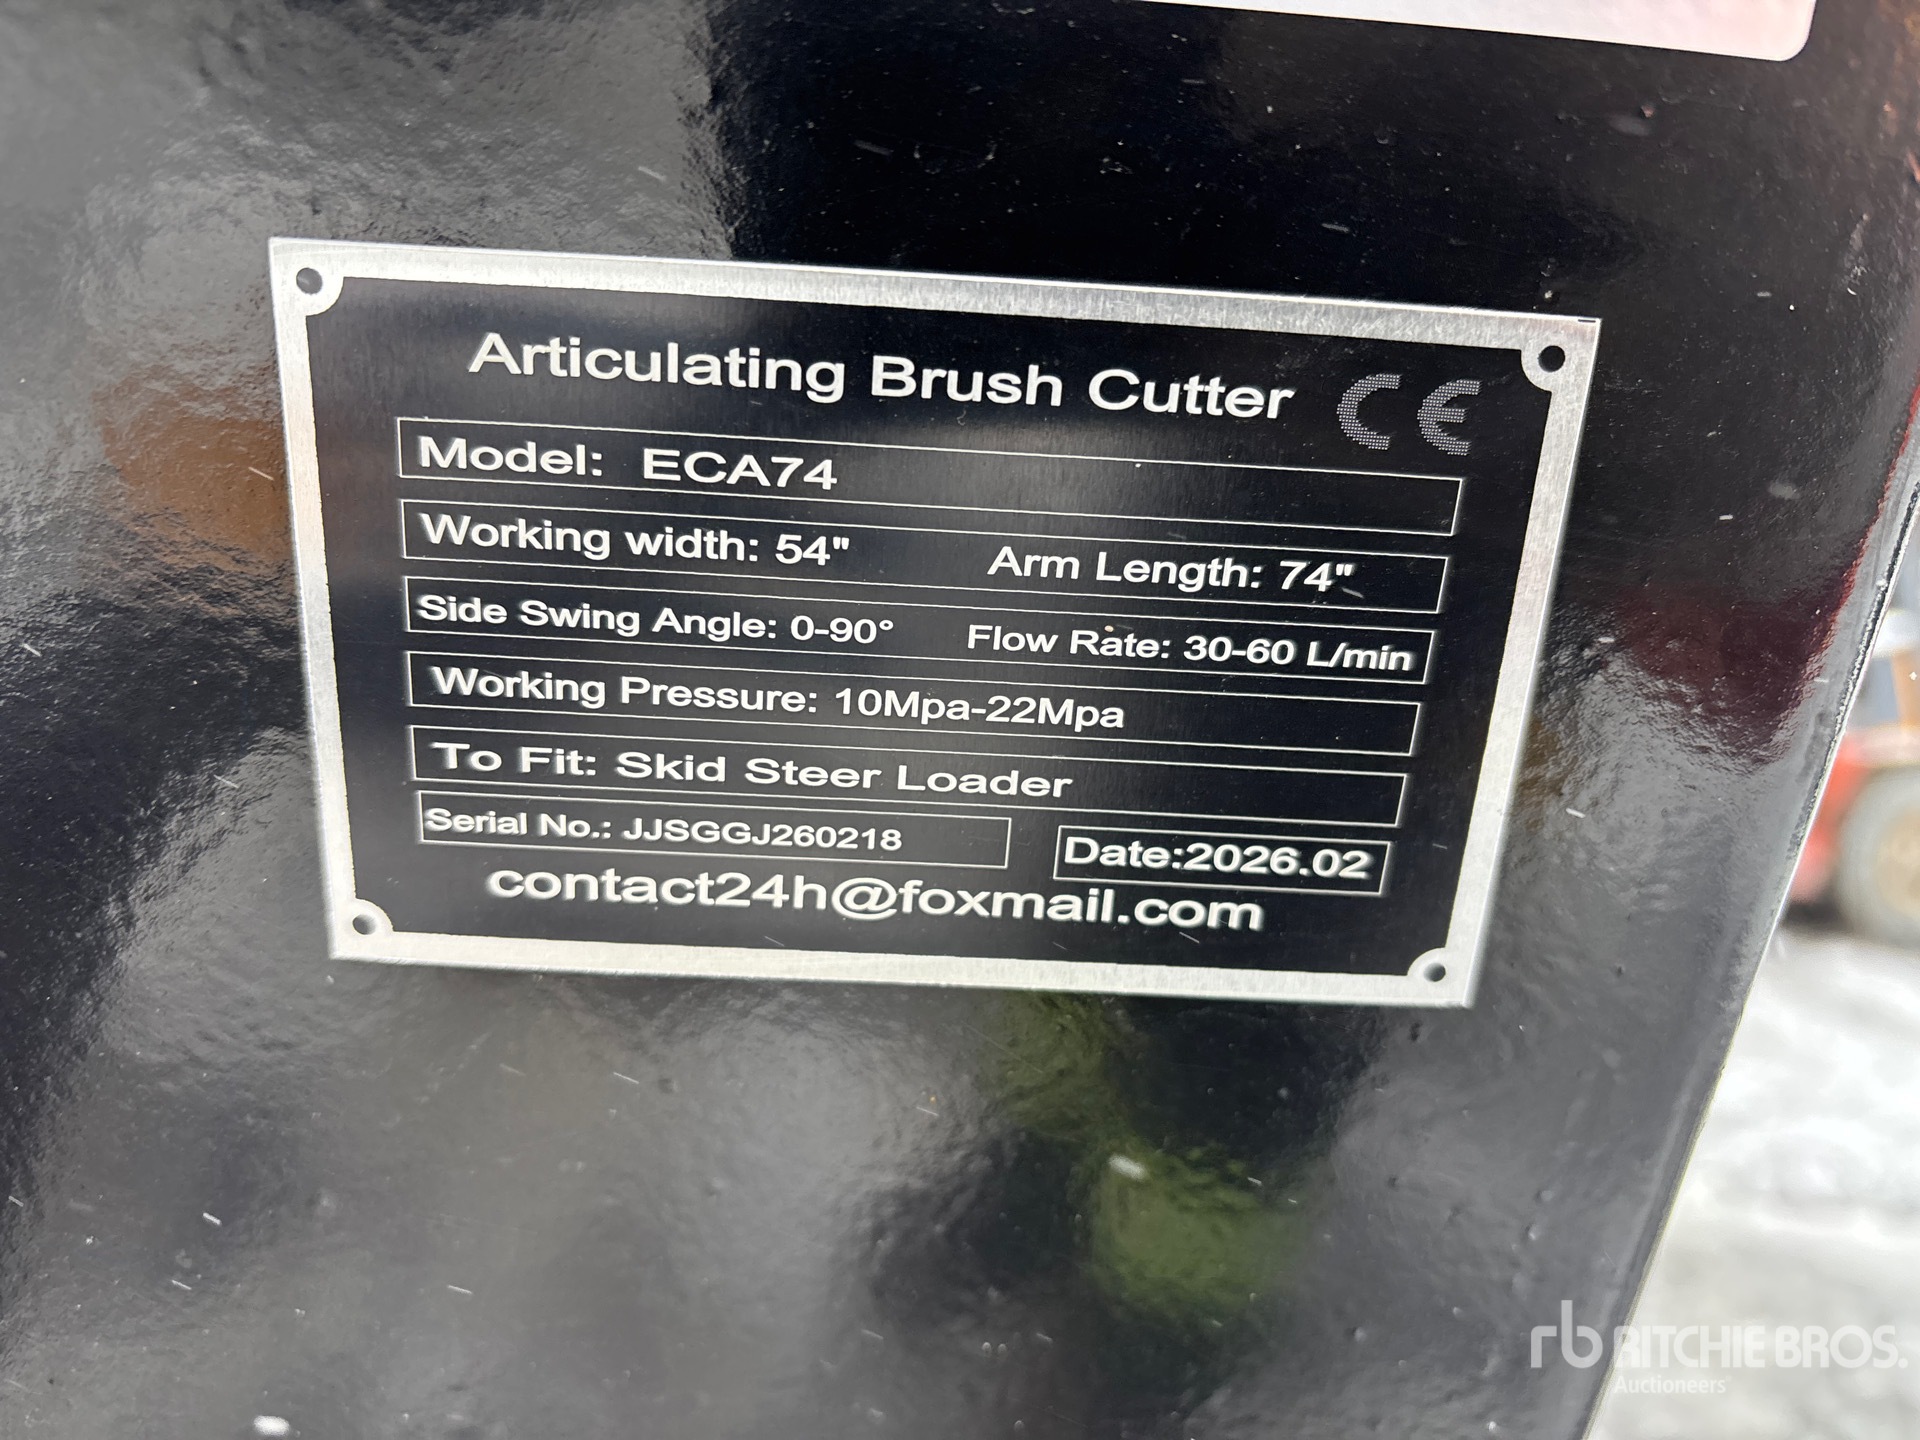 Articulating Brush Cutter CE
Model: ECA74
Working width: 54" Arm Length: 74"
Side Swing Angle: 0-90° Flow Rate: 30-60 L/min
Working Pressure: 10Mpa-22Mpa
To Fit: Skid Steer Loader
Serial No.: JJSGGJ260218 Date:2026.02
contact24h@foxmail.com
rb RITCHIE BROS.
Auctioneers